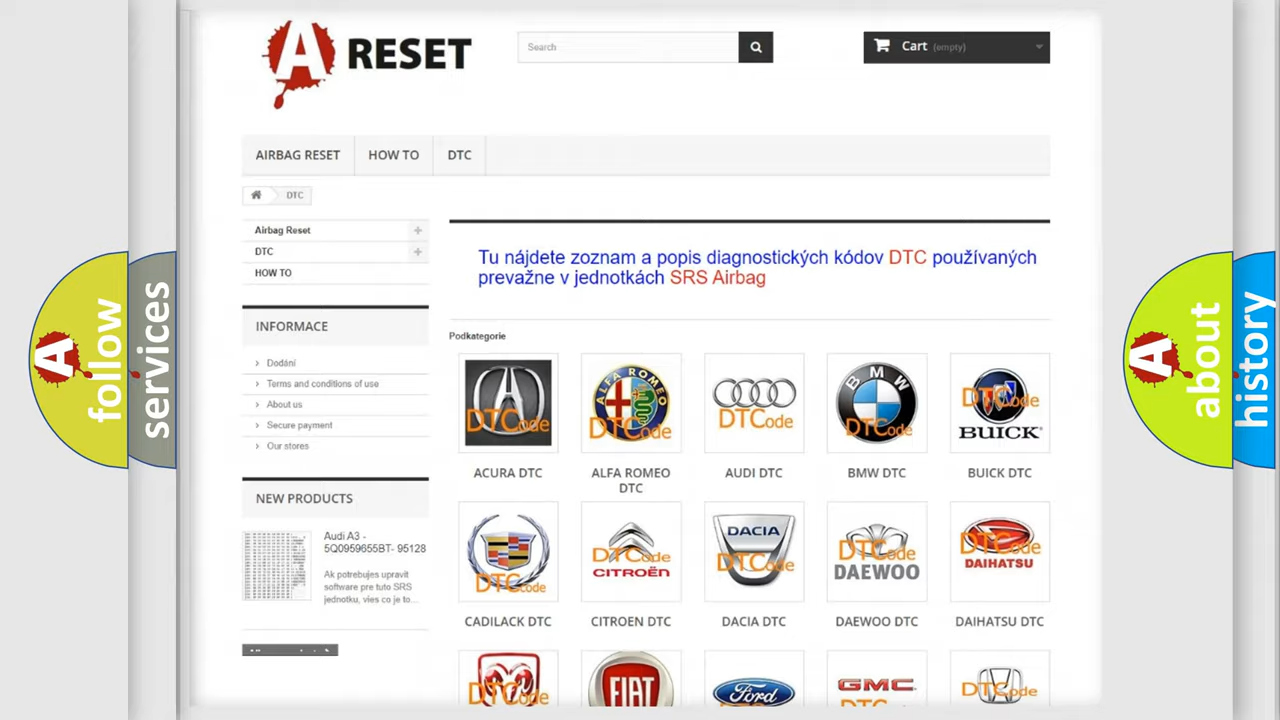 A RESET
Search
Cart (empty)
AIRBAG RESET
HOW TO
DTC
DTC
Airbag Reset
DTC
HOW TO
INFORMACE
Dodání
Terms and conditions of use
About us
Secure payment
Our stores
NEW PRODUCTS
Audi A3 -
5Q0959655BT- 95128
Ak potrebujes upravit
software pre tuto SRS
jednotku, vies co je to...
Tu nájdete zoznam a popis diagnostických kódov DTC používaných
prevažne v jednotkách SRS Airbag
Podkategorie
DTCode
ALFA ROMEO
DTCode
DTCode
BMW
DTCode
DTCode
BUICK
ACURA DTC
ALFA ROMEO
DTC
AUDI DTC
BMW DTC
BUICK DTC
DTCode
DTCode
CITROËN
DACIA
DTCode
DTCode
DAEWOO
DTCode
DAIHATSU
CADILACK DTC
CITROEN DTC
DACIA DTC
DAEWOO DTC
DAIHATSU DTC
DTCode
FIAT
Ford
GMC
DTCode
A follow
services
A about
history